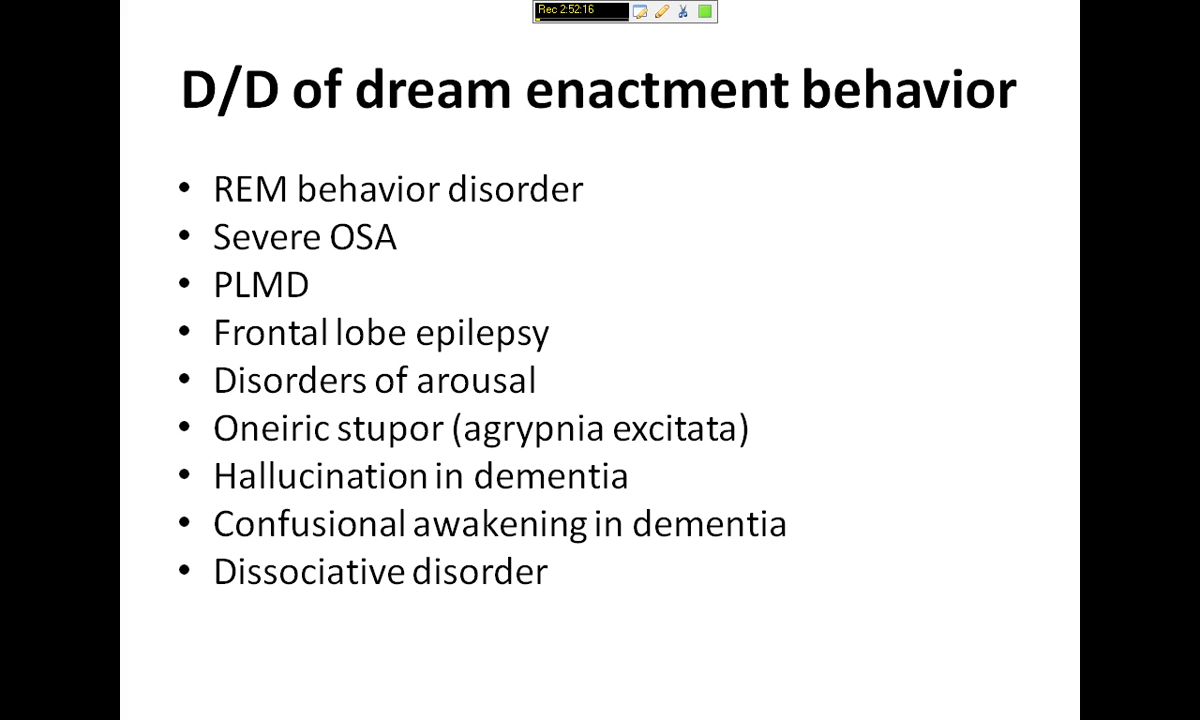 Rec 2:52:16
D/D of dream enactment behavior
• REM behavior disorder
• Severe OSA
• PLMD
• Frontal lobe epilepsy
• Disorders of arousal
• Oneiric stupor (agrypnia excitata)
• Hallucination in dementia
• Confusional awakening in dementia
• Dissociative disorder